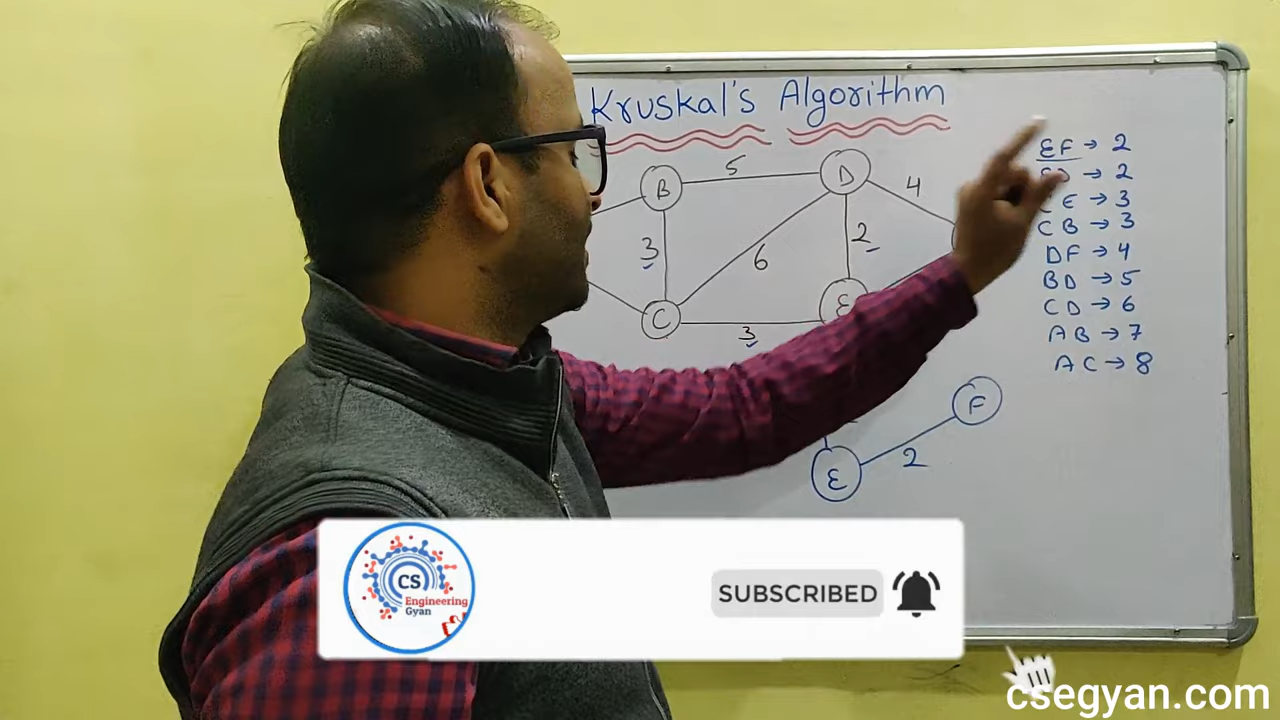 Kruskal's Algorithm
B
5
D
4
3
6
2
C
3
E
EF → 2
→ 2
E → 3
CB → 3
DF → 4
BD → 5
CD → 6
AB → 7
AC → 8
F
2
E
CS
Engineering
Gyan
SUBSCRIBED
csegyan.com